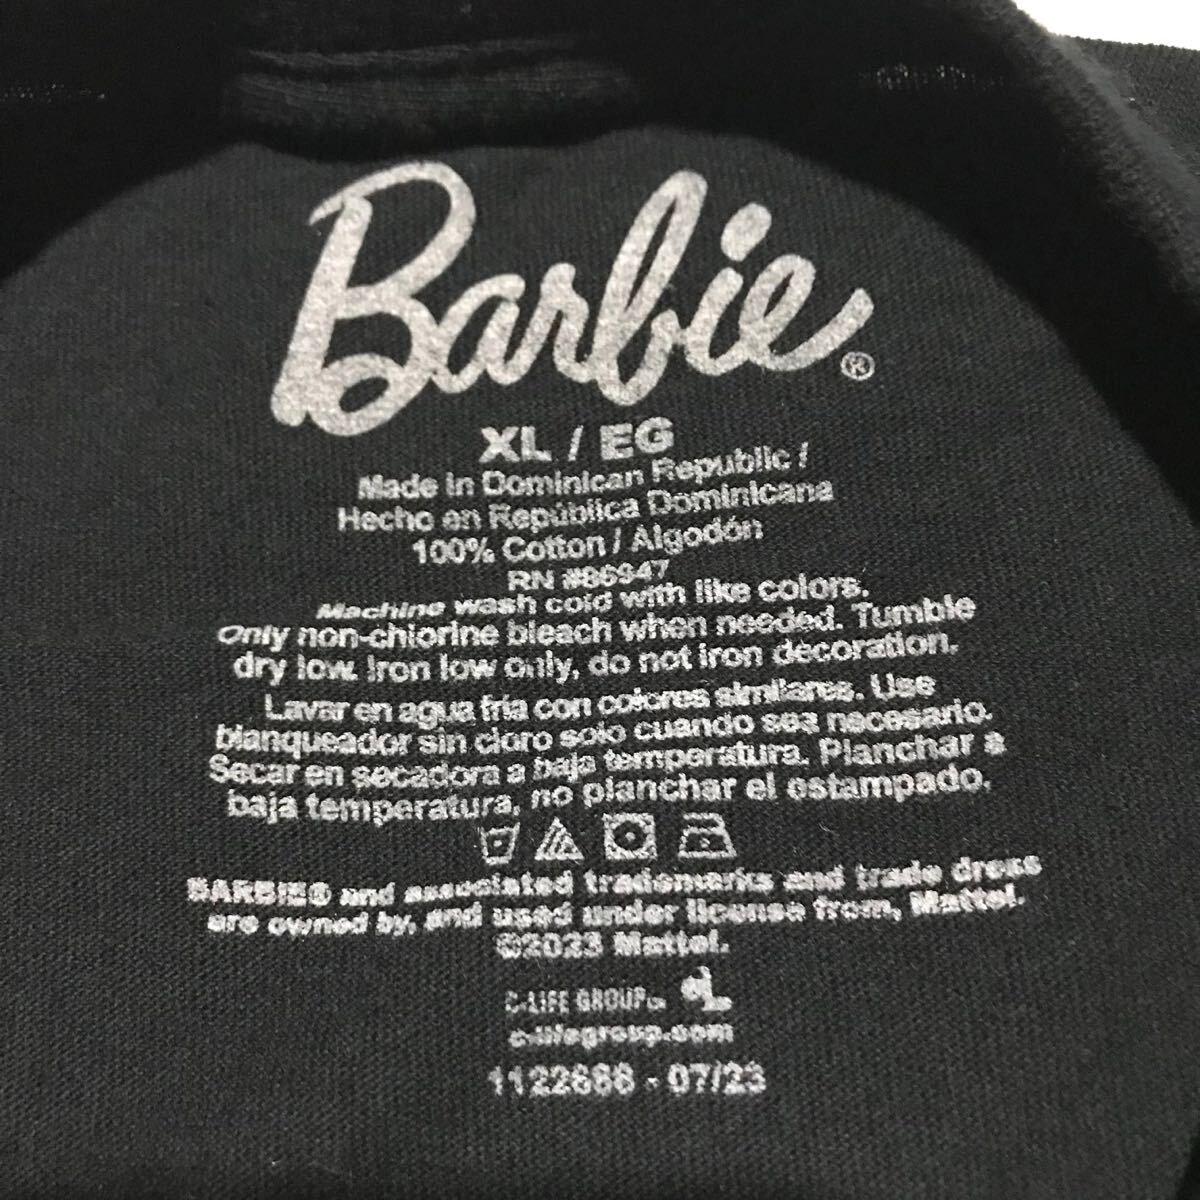 Barbie®
XL / EG
Made in Dominican Republic /
Hecho en República Dominicana
100% Cotton / Algodón
RN #86947
Machine wash cold with like colors.
Only non-chlorine bleach when needed. Tumble
dry low. Iron low only, do not iron decoration.
Lavar en agua fria con colores similares. Use
blanqueador sin cloro solo cuando sea necesario.
Secar en secadora a baja temperatura. Planchar a
baja temperatura, no planchar el estampado.
BARBIE® and associated trademarks and trade dress
are owned by, and used under license from, Mattel.
©2023 Mattel.
C-LIFE GROUP
c-lifegroup.com
- 07/23